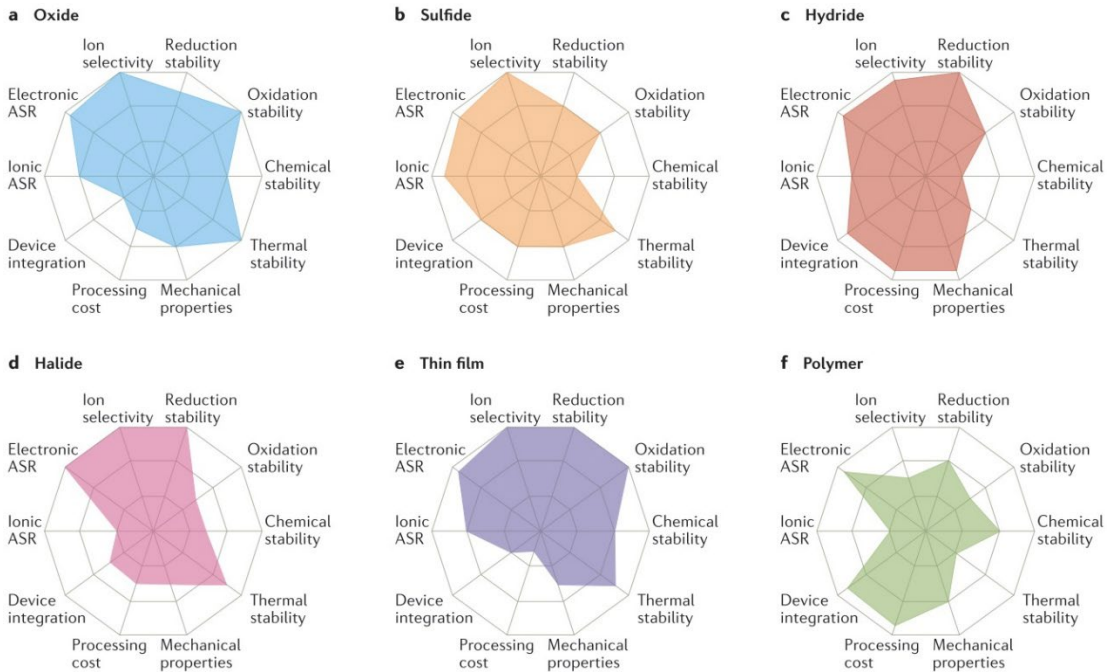 a Oxide
Ion selectivity
Reduction stability
Electronic ASR
Oxidation stability
Ionic ASR
Chemical stability
Device integration
Thermal stability
Processing cost
Mechanical properties
b Sulfide
Ion selectivity
Reduction stability
Electronic ASR
Oxidation stability
Ionic ASR
Chemical stability
Device integration
Thermal stability
Processing cost
Mechanical properties
c Hydride
Ion selectivity
Reduction stability
Electronic ASR
Oxidation stability
Ionic ASR
Chemical stability
Device integration
Thermal stability
Processing cost
Mechanical properties
d Halide
Ion selectivity
Reduction stability
Electronic ASR
Oxidation stability
Ionic ASR
Chemical stability
Device integration
Thermal stability
Processing cost
Mechanical properties
e Thin film
Ion selectivity
Reduction stability
Electronic ASR
Oxidation stability
Ionic ASR
Chemical stability
Device integration
Thermal stability
Processing cost
Mechanical properties
f Polymer
Ion selectivity
Reduction stability
Electronic ASR
Oxidation stability
Ionic ASR
Chemical stability
Device integration
Thermal stability
Processing cost
Mechanical properties